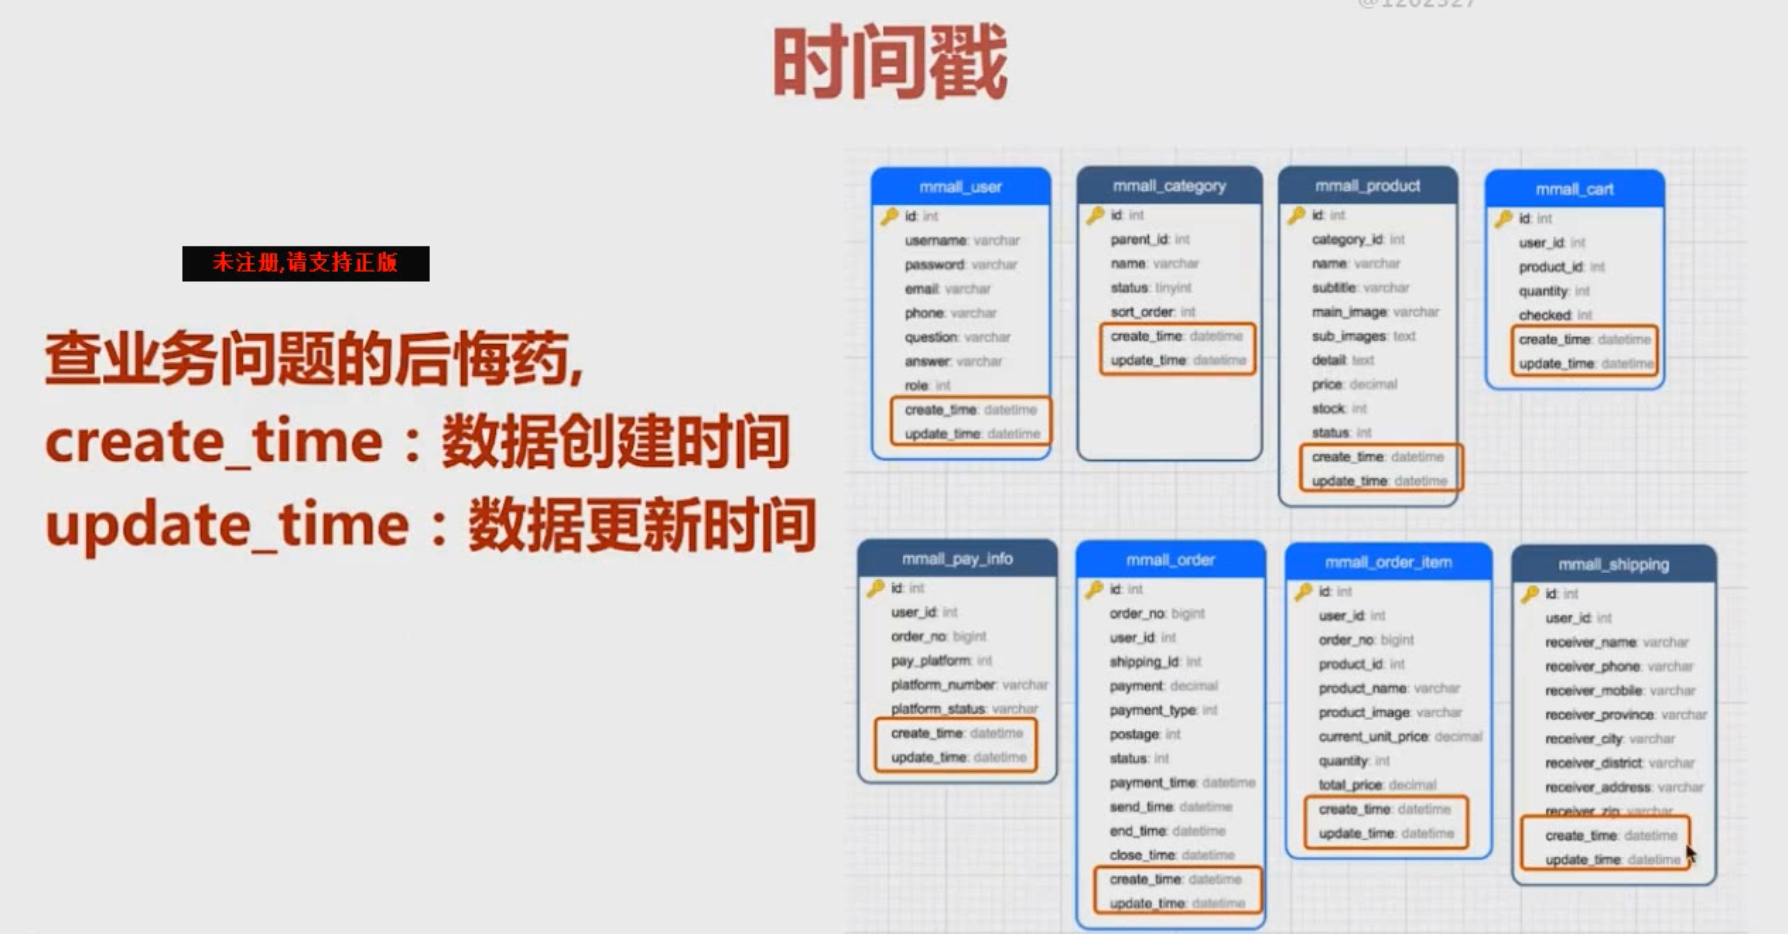 时间戳
未注册,请支持正版
查业务问题的后悔药,
create_time：数据创建时间
update_time：数据更新时间
mmall_user
id: int
username: varchar
password: varchar
email: varchar
phone: varchar
question: varchar
answer: varchar
role: int
create_time: datetime
update_time: datetime
mmall_category
id: int
parent_id: int
name: varchar
status: tinyint
sort_order: int
create_time: datetime
update_time: datetime
mmall_product
id: int
category_id: int
name: varchar
subtitle: varchar
main_image: varchar
sub_images: text
detail: text
price: decimal
stock: int
status: int
create_time: datetime
update_time: datetime
mmall_cart
id: int
user_id: int
product_id: int
quantity: int
checked: int
create_time: datetime
update_time: datetime
mmall_pay_info
id: int
user_id: int
order_no: bigint
pay_platform: int
platform_number: varchar
platform_status: varchar
create_time: datetime
update_time: datetime
mmall_order
id: int
order_no: bigint
user_id: int
shipping_id: int
payment: decimal
payment_type: int
postage: int
status: int
payment_time: datetime
send_time: datetime
end_time: datetime
close_time: datetime
create_time: datetime
update_time: datetime
mmall_order_item
id: int
user_id: int
order_no: bigint
product_id: int
product_name: varchar
product_image: varchar
current_unit_price: decimal
quantity: int
total_price: decimal
create_time: datetime
update_time: datetime
mmall_shipping
id: int
user_id: int
receiver_name: varchar
receiver_phone: varchar
receiver_mobile: varchar
receiver_province: varchar
receiver_city: varchar
receiver_district: varchar
receiver_address: varchar
receiver_zip: varchar
create_time: datetime
update_time: datetime